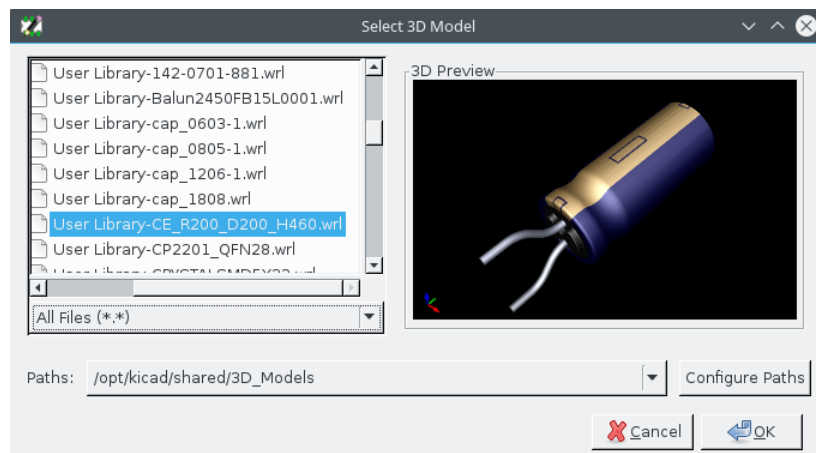 Select 3D Model
User Library-142-0701-881.wrl
User Library-Balun2450FB15L0001.wrl
User Library-cap_0603-1.wrl
User Library-cap_0805-1.wrl
User Library-cap_1206-1.wrl
User Library-cap_1808.wrl
User Library-CE_R200_D200_H460.wrl
User Library-CP2201_QFN28.wrl
All Files (*.*)
3D Preview
Paths: /opt/kicad/shared/3D_Models
Configure Paths
Cancel
OK